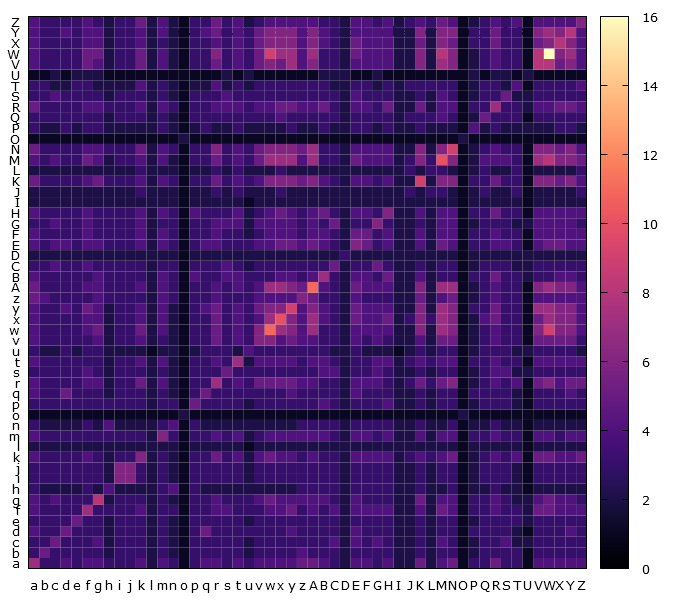 Z
Y
X
W
V
U
T
S
R
Q
P
O
N
M
L
K
J
I
H
G
F
E
D
C
B
A
z
y
x
w
v
u
t
s
r
q
p
o
n
m
l
k
j
i
h
g
f
e
d
c
b
a
a b c d e f g h i j k l m n o p q r s t u v w x y z A B C D E F G H I J K L M N O P Q R S T U V W X Y Z
16
14
12
10
8
6
4
2
0